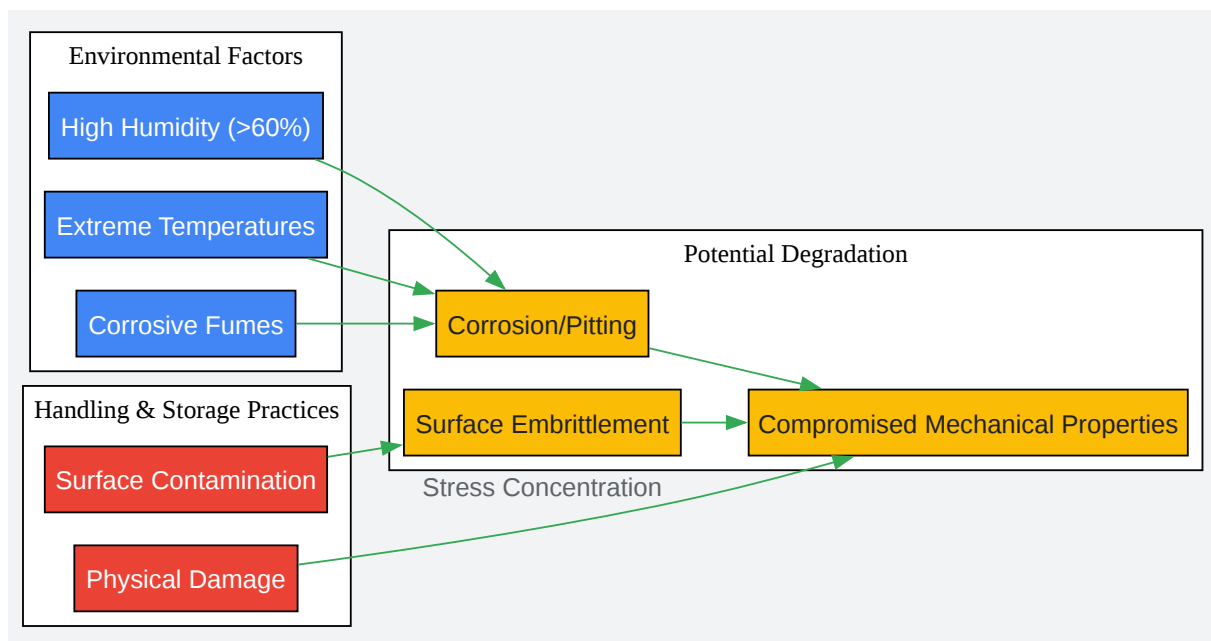 Environmental Factors
High Humidity (>60%)
Extreme Temperatures
Corrosive Fumes
Handling & Storage Practices
Surface Contamination
Physical Damage
Potential Degradation
Corrosion/Pitting
Surface Embrittlement
Compromised Mechanical Properties
Stress Concentration